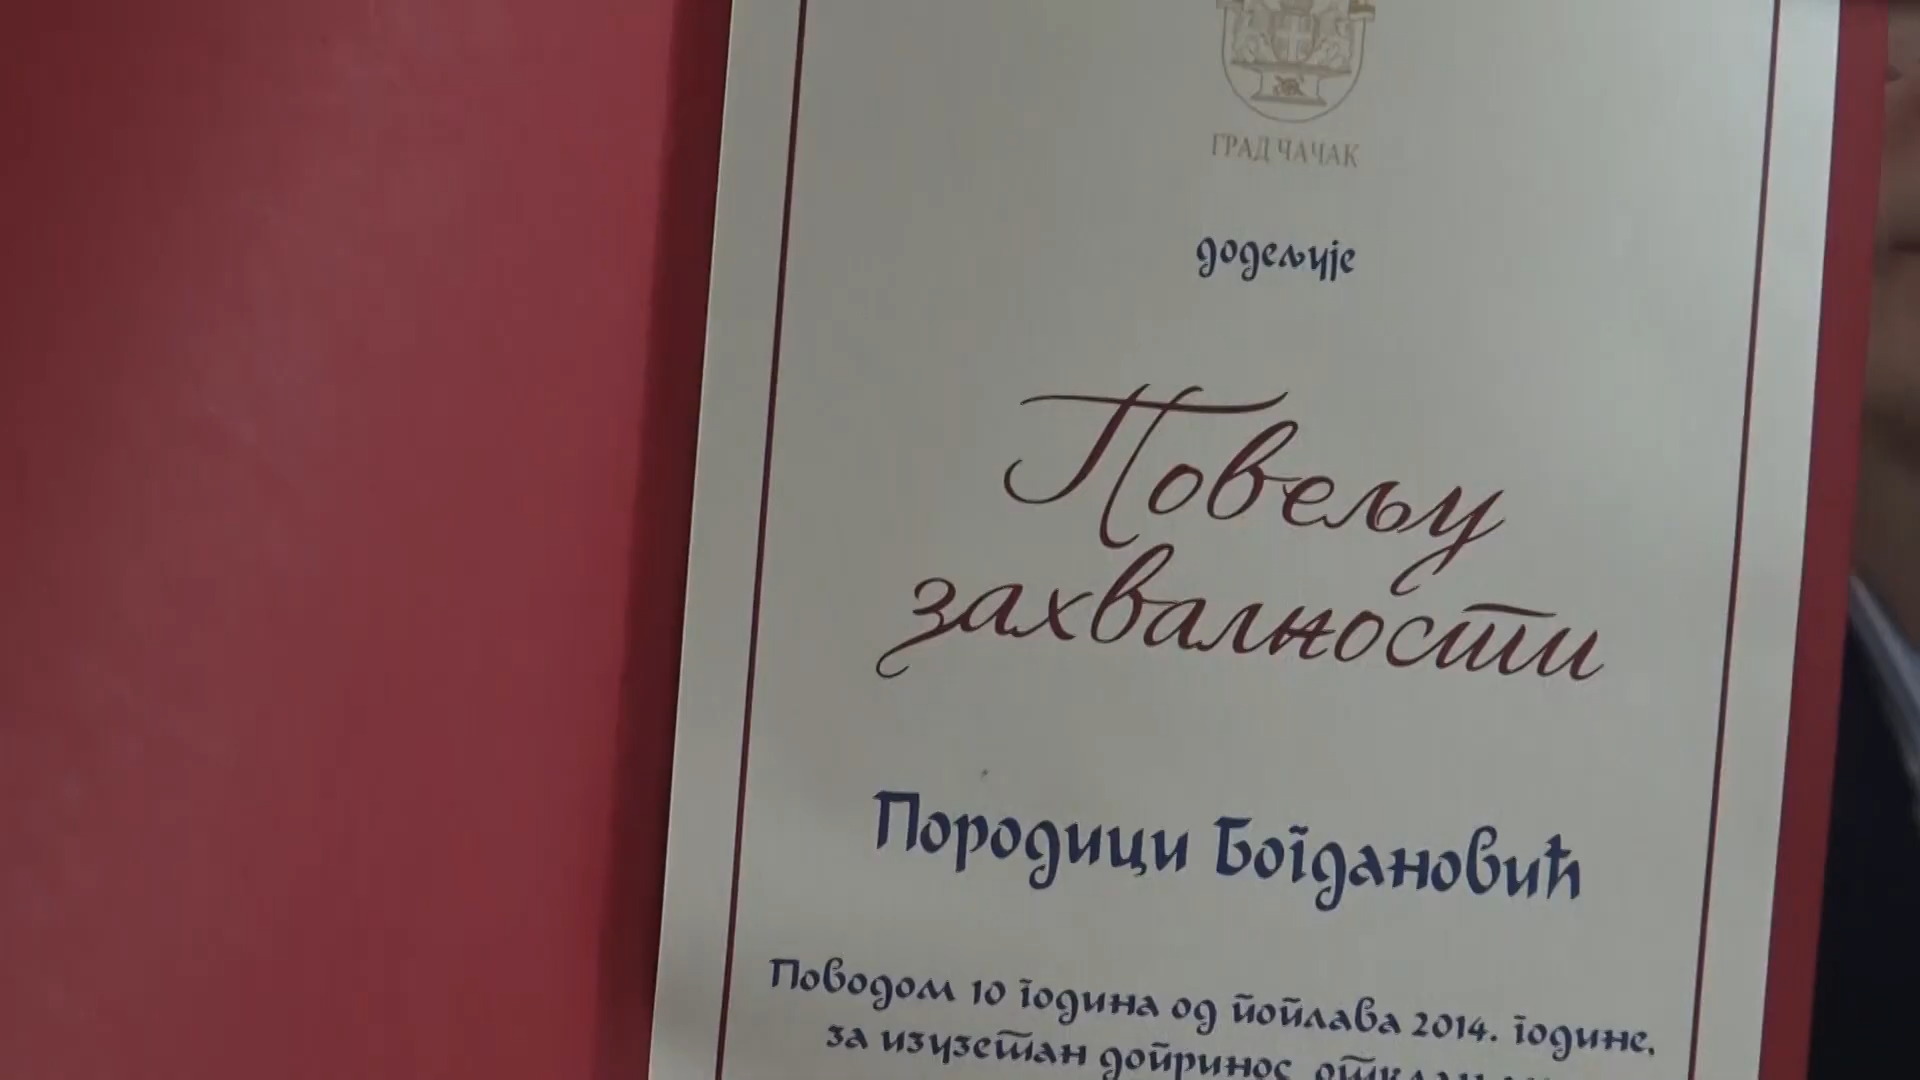 ГРАД ЧАЧАК
додељује
Повељу
захвалности
Породици Богдановић
Поводом 10 година од поплава 2014. године,
за изузетан допринос